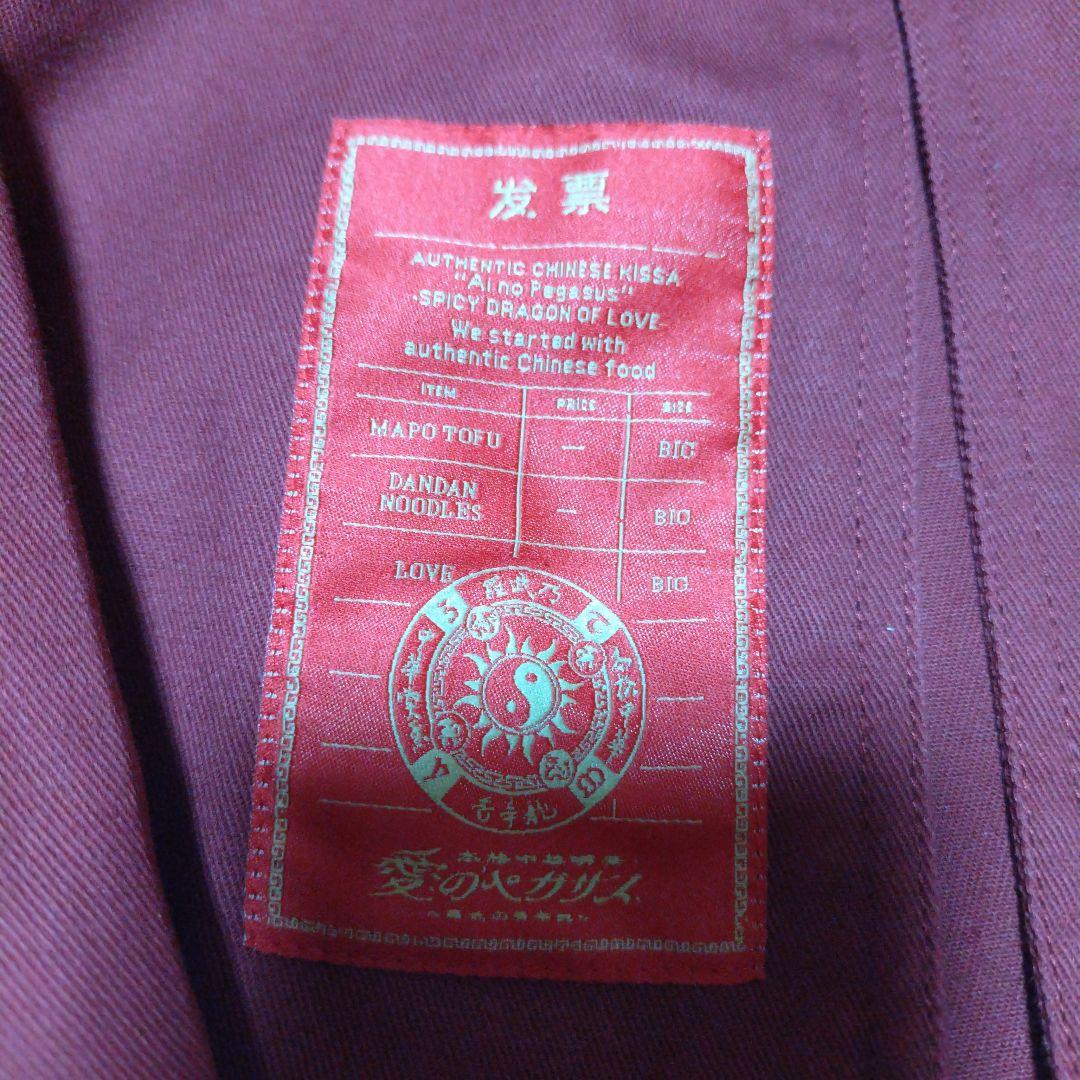 发票
AUTHENTIC CHINESE KISSA
"Ai no Pegasus"
-SPICY DRAGON OF LOVE-
We started with
authentic Chinese food
ITEM PRICE SIZE
MAPO TOFU — BIG
DANDAN NOODLES — BIG
LOVE BIG
愛のペガサス